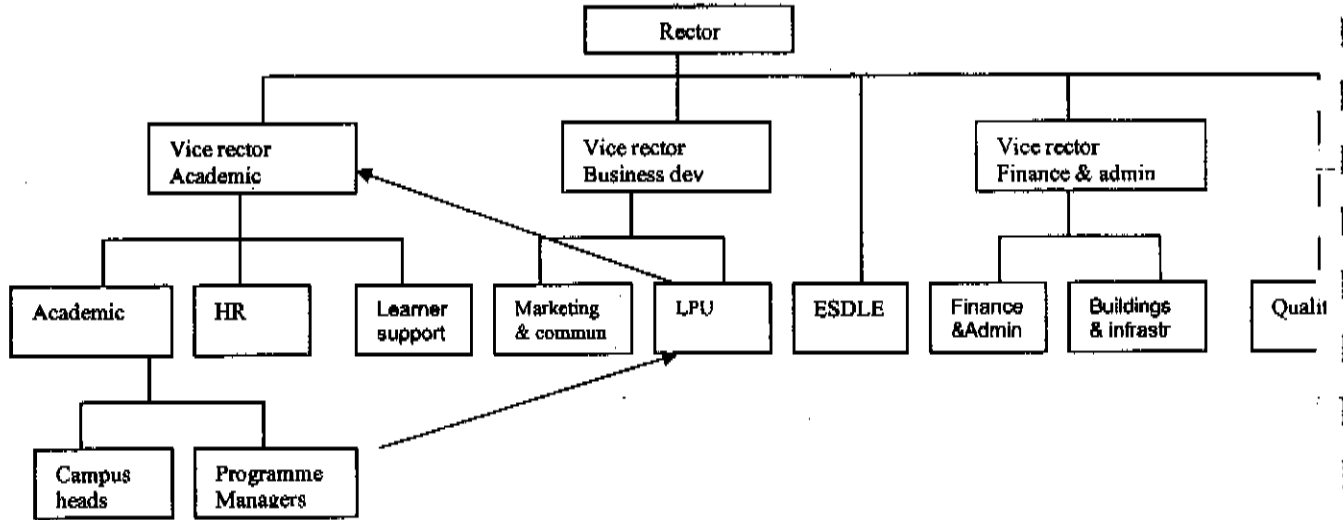 Rector
Vice rector
Academic
Vice rector
Business dev
Vice rector
Finance & admin
Academic
HR
Learner
support
Marketing
& commun
LPU
ESDLE
Finance
&Admin
Buildings
& infrastr
Qualit
Campus
heads
Programme
Managers